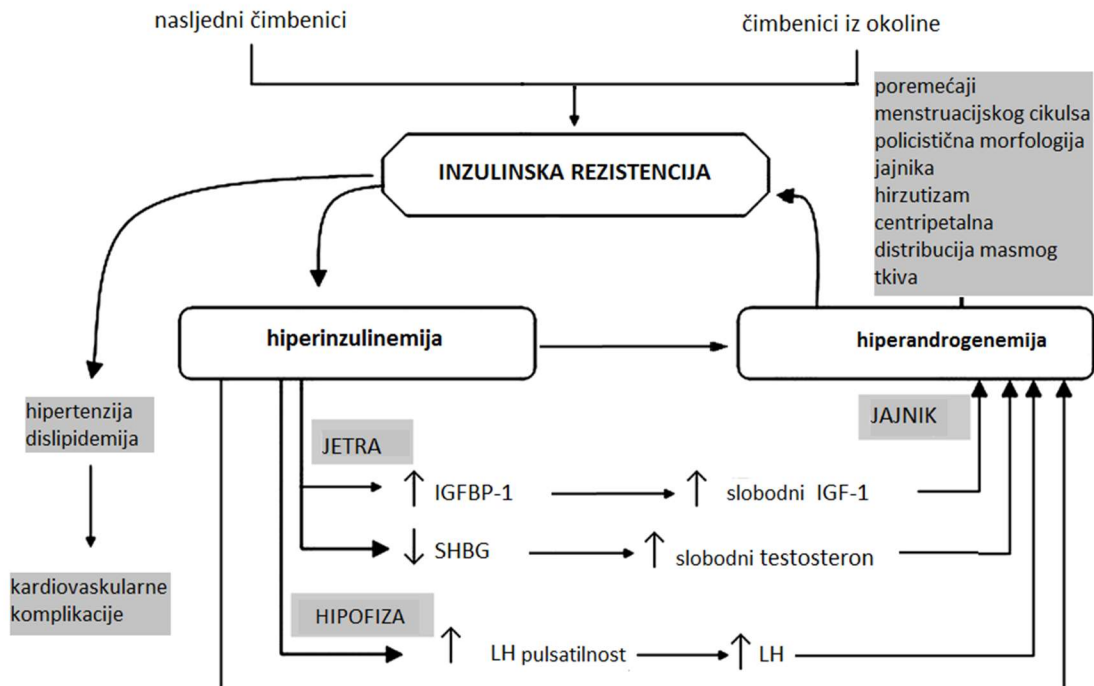 nasljedni čimbenici
čimbenici iz okoline
poremećaji
menstruacijskog cikulsa
policistična morfologija
jajnika
hirzutizam
centripetalna
distribucija masmog
tkiva
INZULINSKA REZISTENCIJA
hiperinzulinemija
hiperandrogenemija
hipertenzija
dislipidemija
JETRA
JAJNIK
↑ IGFBP-1 → ↑ slobodni IGF-1
↓ SHBG → ↑ slobodni testosteron
kardiovaskularne
komplikacije
HIPOFIZA
↑ LH pulsatilnost → ↑ LH